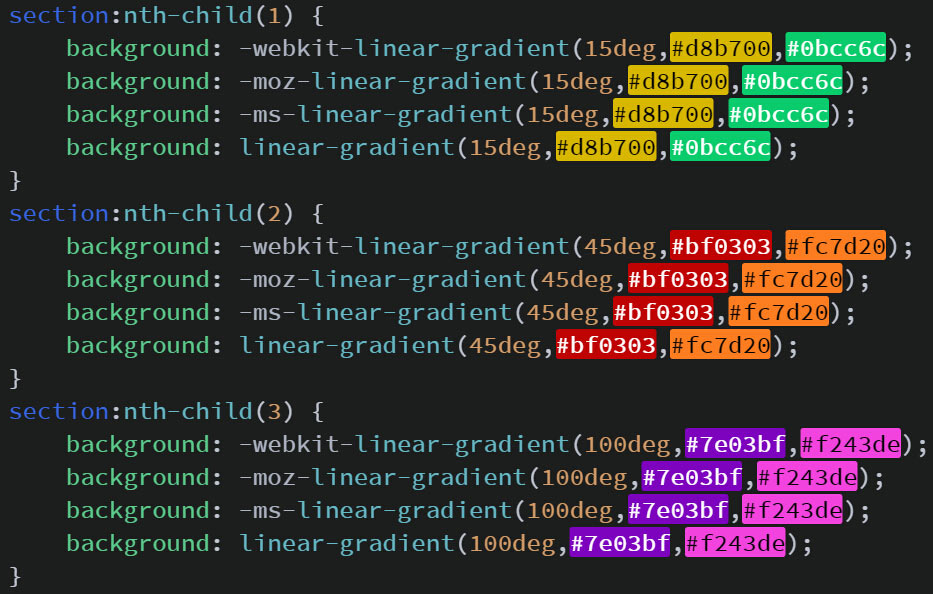 section:nth-child(1) {
    background: -webkit-linear-gradient(15deg,#d8b700,#0bcc6c);
    background: -moz-linear-gradient(15deg,#d8b700,#0bcc6c);
    background: -ms-linear-gradient(15deg,#d8b700,#0bcc6c);
    background: linear-gradient(15deg,#d8b700,#0bcc6c);
}
section:nth-child(2) {
    background: -webkit-linear-gradient(45deg,#bf0303,#fc7d20);
    background: -moz-linear-gradient(45deg,#bf0303,#fc7d20);
    background: -ms-linear-gradient(45deg,#bf0303,#fc7d20);
    background: linear-gradient(45deg,#bf0303,#fc7d20);
}
section:nth-child(3) {
    background: -webkit-linear-gradient(100deg,#7e03bf,#f243de);
    background: -moz-linear-gradient(100deg,#7e03bf,#f243de);
    background: -ms-linear-gradient(100deg,#7e03bf,#f243de);
    background: linear-gradient(100deg,#7e03bf,#f243de);
}